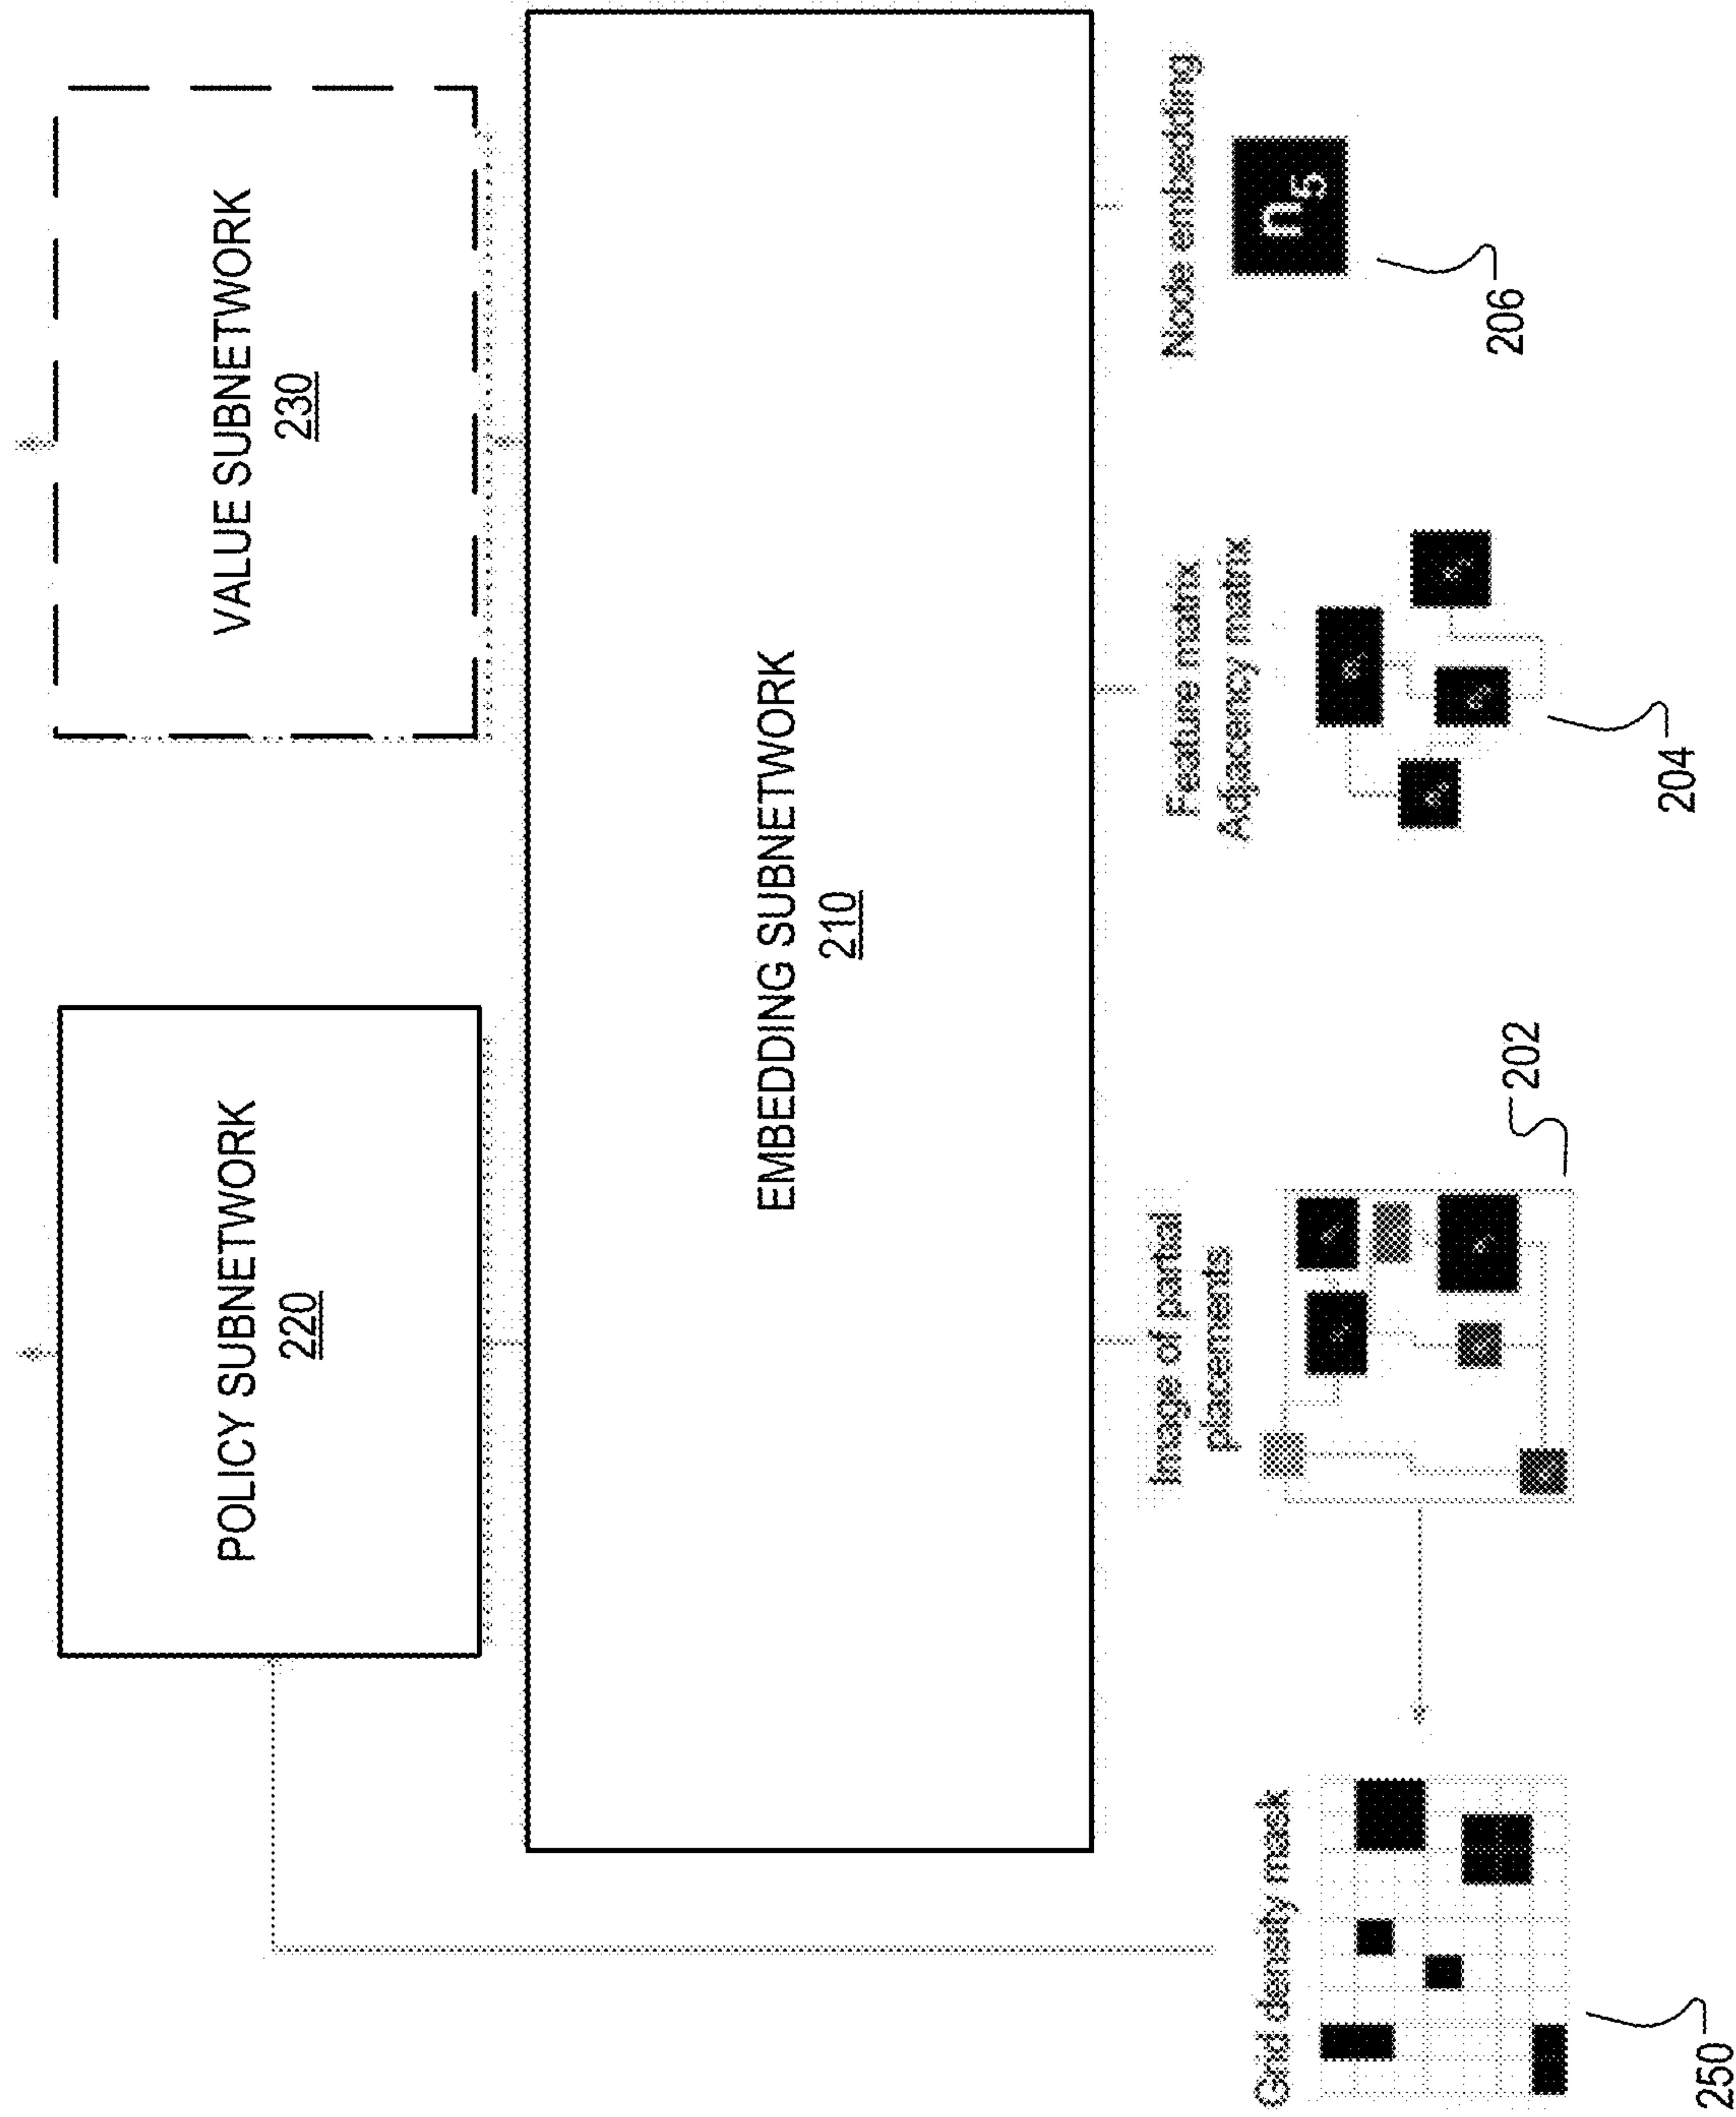 POLICY SUBNETWORK
220
VALUE SUBNETWORK
230
EMBEDDING SUBNETWORK
210
Grid density mask
250
Image of partial
placements
202
Feature matrix
Adjacency matrix
204
Node embedding
n5
206